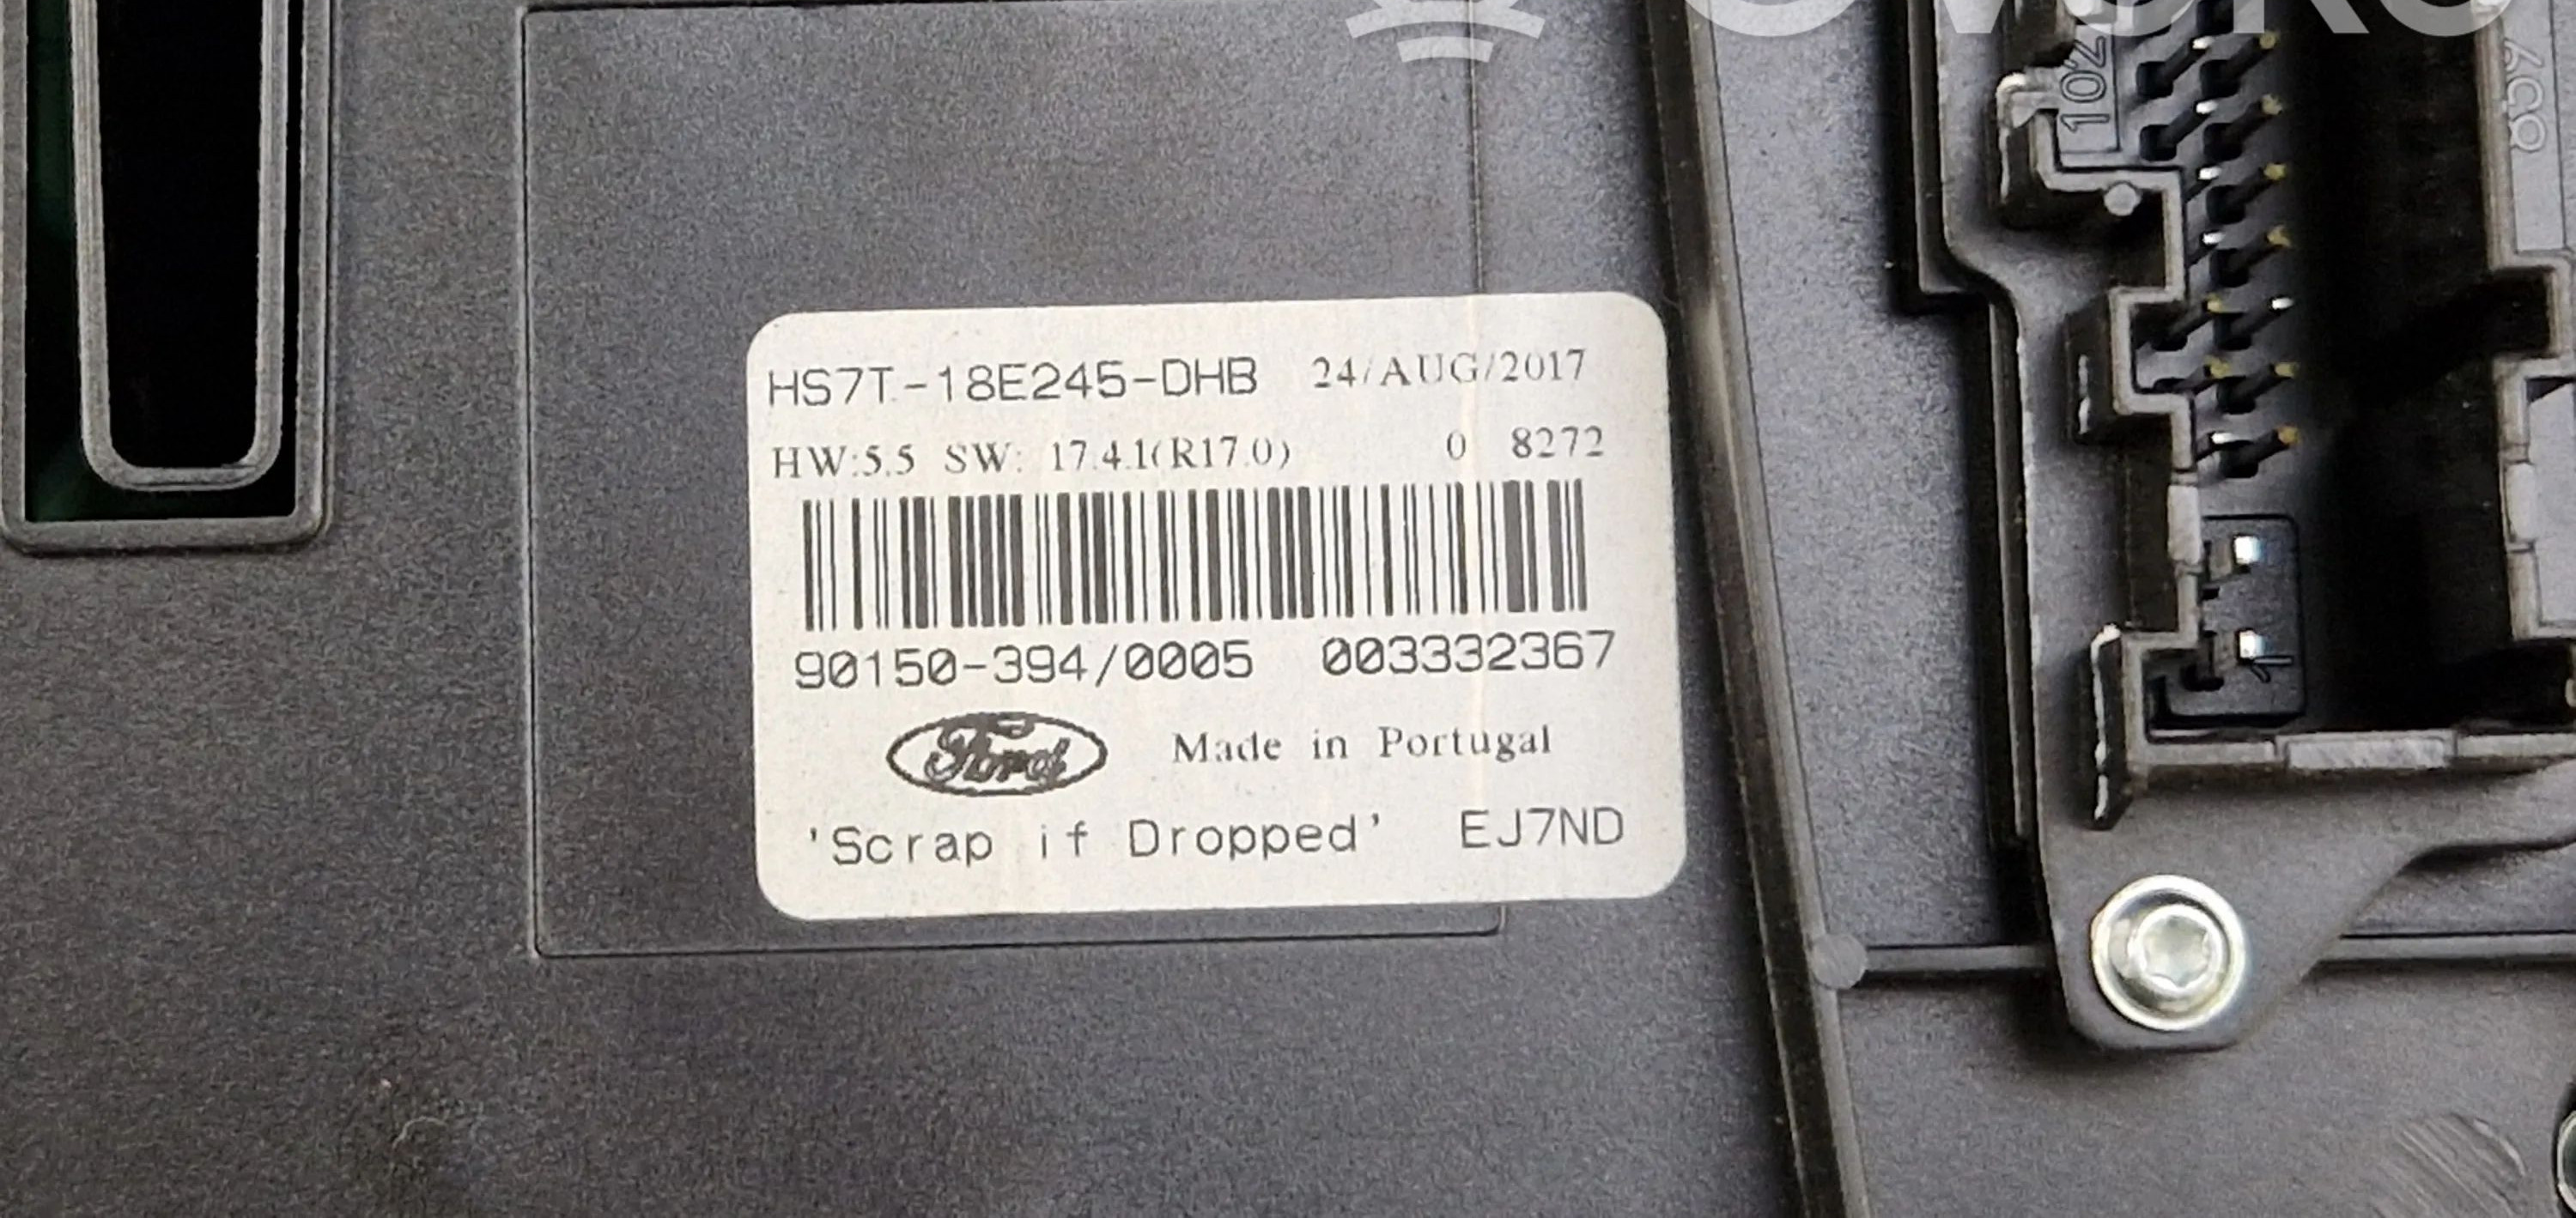 HS7T-18E245-DHB 24/AUG/2017
HW:5.5 SW: 17.4.1(R17.0) 0 8272
90150-394/0005 003332367
Ford Made in Portugal
'Scrap if Dropped' EJ7ND
102